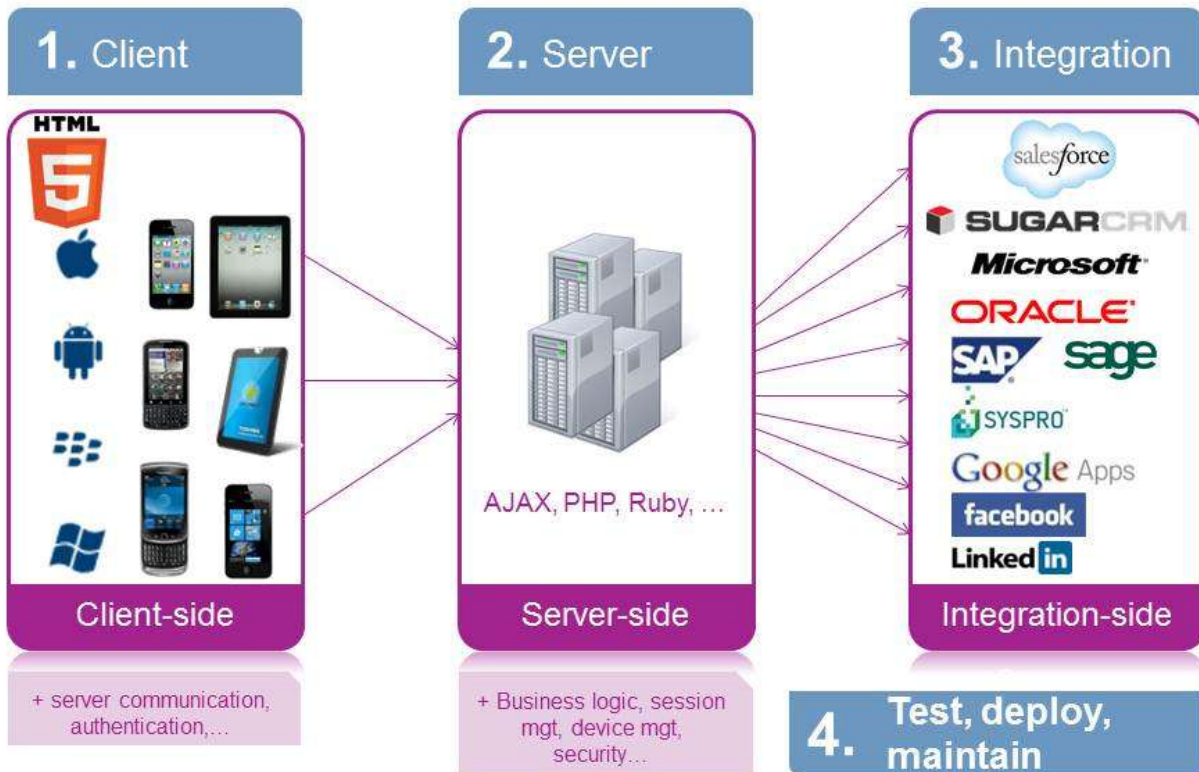 1. Client
HTML
5
Client-side
+ server communication,
authentication,...
2. Server
AJAX, PHP, Ruby, ...
Server-side
+ Business logic, session
mgt, device mgt,
security...
3. Integration
salesforce
SUGARCRM
Microsoft
ORACLE
SAP sage
SYSPRO
Google Apps
facebook
Linked in
Integration-side
4. Test, deploy,
maintain